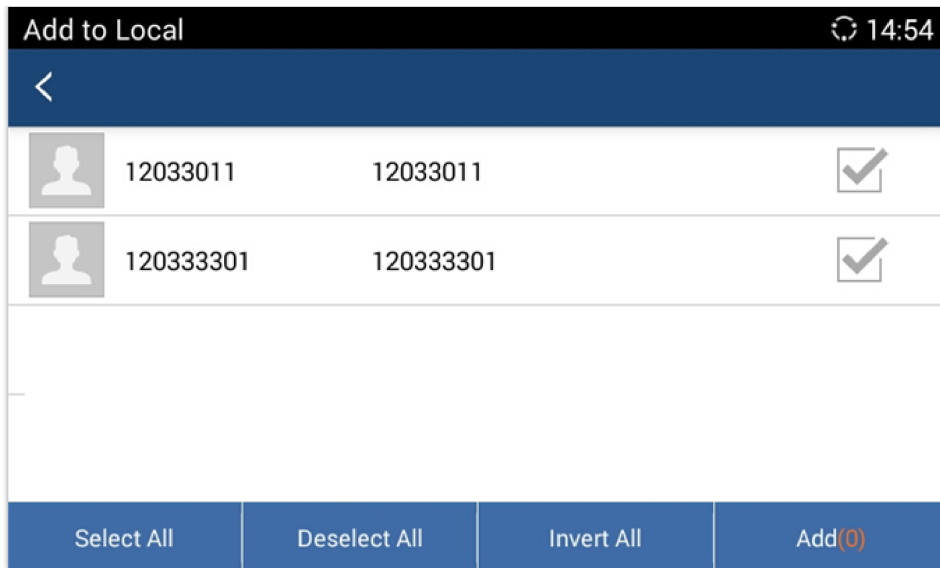 Add to Local 14:54
12033011 12033011
120333301 120333301
Select All Deselect All Invert All Add(0)